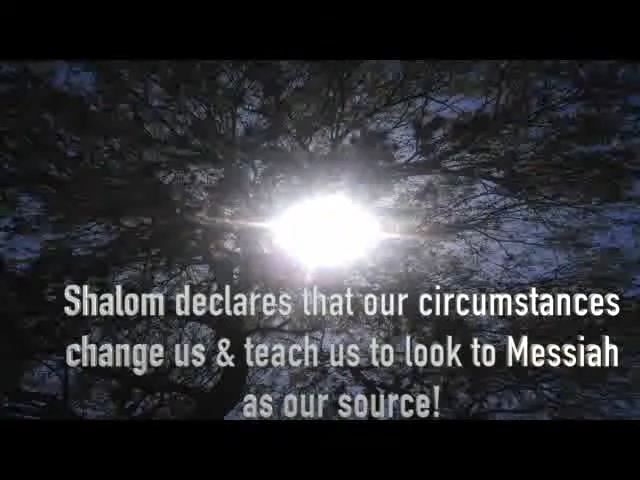 Shalom declares that our circumstances
change us & teach us to look to Messiah
as our source!